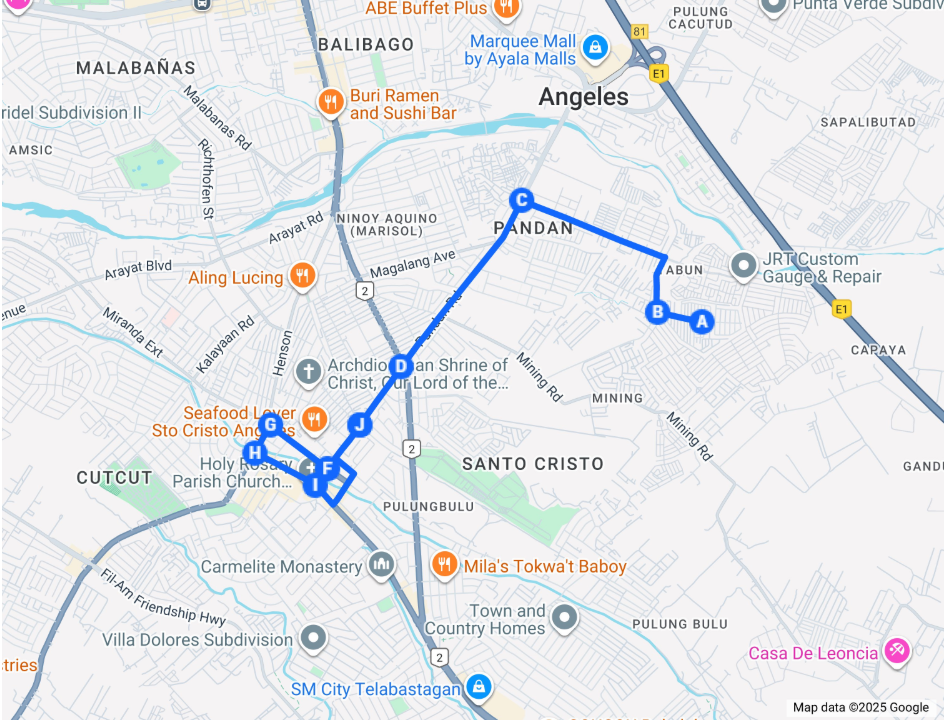 ABE Buffet Plus
PULUNG
CACUTUD
Punta Verde Subdiv
81
Marquee Mall
by Ayala Malls
E1
BALIBAGO
MALABAÑAS
Angeles
Buri Ramen
and Sushi Bar
ridel Subdivision II
Malabanas Rd
SAPALIBUTAD
AMSIC
Richthofen St
C
NINOY AQUINO
(MARISOL)
PANDAN
Arayat Rd
Magalang Ave
Arayat Blvd
Aling Lucing
ABUN
JRT Custom
Gauge & Repair
2
Pandan Rd
B
A
E1
enue
Miranda Ext
Kalayaan Rd
Henson
CAPAYA
D
Archdio an Shrine of
Christ, Our Lord of the...
Mining Rd
MINING
Seafood Lover
Sto Cristo Angeles
G
J
Mining Rd
H
2
Holy Rosary
Parish Church...
F
I
SANTO CRISTO
GANDU
CUTCUT
PULUNGBULU
Carmelite Monastery
Mila's Tokwa't Baboy
Fil-Am Friendship Hwy
Town and
Country Homes
PULUNG BULU
Villa Dolores Subdivision
2
Casa De Leoncia
tries
SM City Telabastagan
Map data ©2025 Google